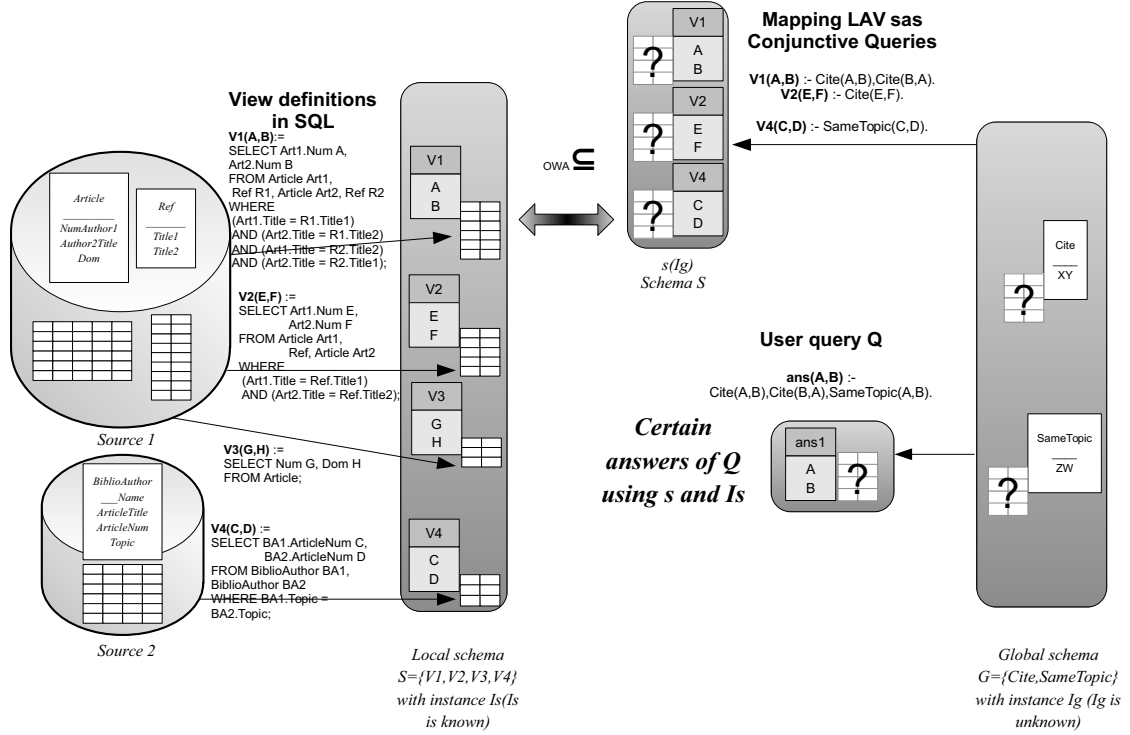 View definitions
in SQL
V1(A,B):=
SELECT Art1.Num A,
Art2.Num B
FROM Article Art1,
Ref R1, Article Art2, Ref R2
WHERE
(Art1.Title = R1.Title1)
AND (Art2.Title = R1.Title2)
AND (Art1.Title = R2.Title2)
AND (Art2.Title = R2.Title1);
V2(E,F) :=
SELECT Art1.Num E,
Art2.Num F
FROM Article Art1,
Ref, Article Art2
WHERE
(Art1.Title = Ref.Title1)
AND (Art2.Title = Ref.Title2);
V3(G,H) :=
SELECT Num G, Dom H
FROM Article;
V4(C,D) :=
SELECT BA1.ArticleNum C,
BA2.ArticleNum D
FROM BiblioAuthor BA1,
BiblioAuthor BA2
WHERE BA1.Topic =
BA2.Topic;
Article
NumAuthor1
Author2Title
Dom
Ref
Title1
Title2
Source 1
BiblioAuthor
___Name
ArticleTitle
ArticleNum
Topic
Source 2
V1
A
B
V2
E
F
V3
G
H
V4
C
D
Local schema
S={V1,V2,V3,V4}
with instance Is(Is
is known)
OWA ⊆
V1
A
B
?
V2
E
F
?
V4
C
D
?
s(Ig)
Schema S
Mapping LAV sas
Conjunctive Queries
V1(A,B) :- Cite(A,B),Cite(B,A).
V2(E,F) :- Cite(E,F).
V4(C,D) :- SameTopic(C,D).
User query Q
ans(A,B) :-
Cite(A,B),Cite(B,A),SameTopic(A,B).
Certain
answers of Q
using s and Is
ans1
A
B
?
Cite
____
XY
?
SameTopic
____
ZW
?
Global schema
G={Cite,SameTopic}
with instance Ig (Ig is
unknown)